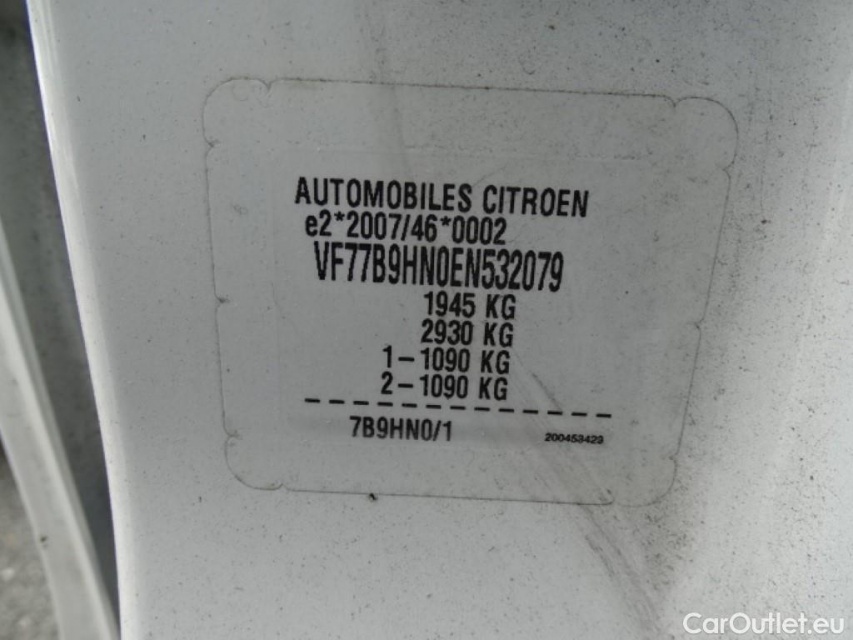 AUTOMOBILES CITROEN
e2*2007/46*0002
VF77B9HN0EN532079
1945 KG
2930 KG
1-1090 KG
2-1090 KG
7B9HN0/1
200453423
CarOutlet.eu